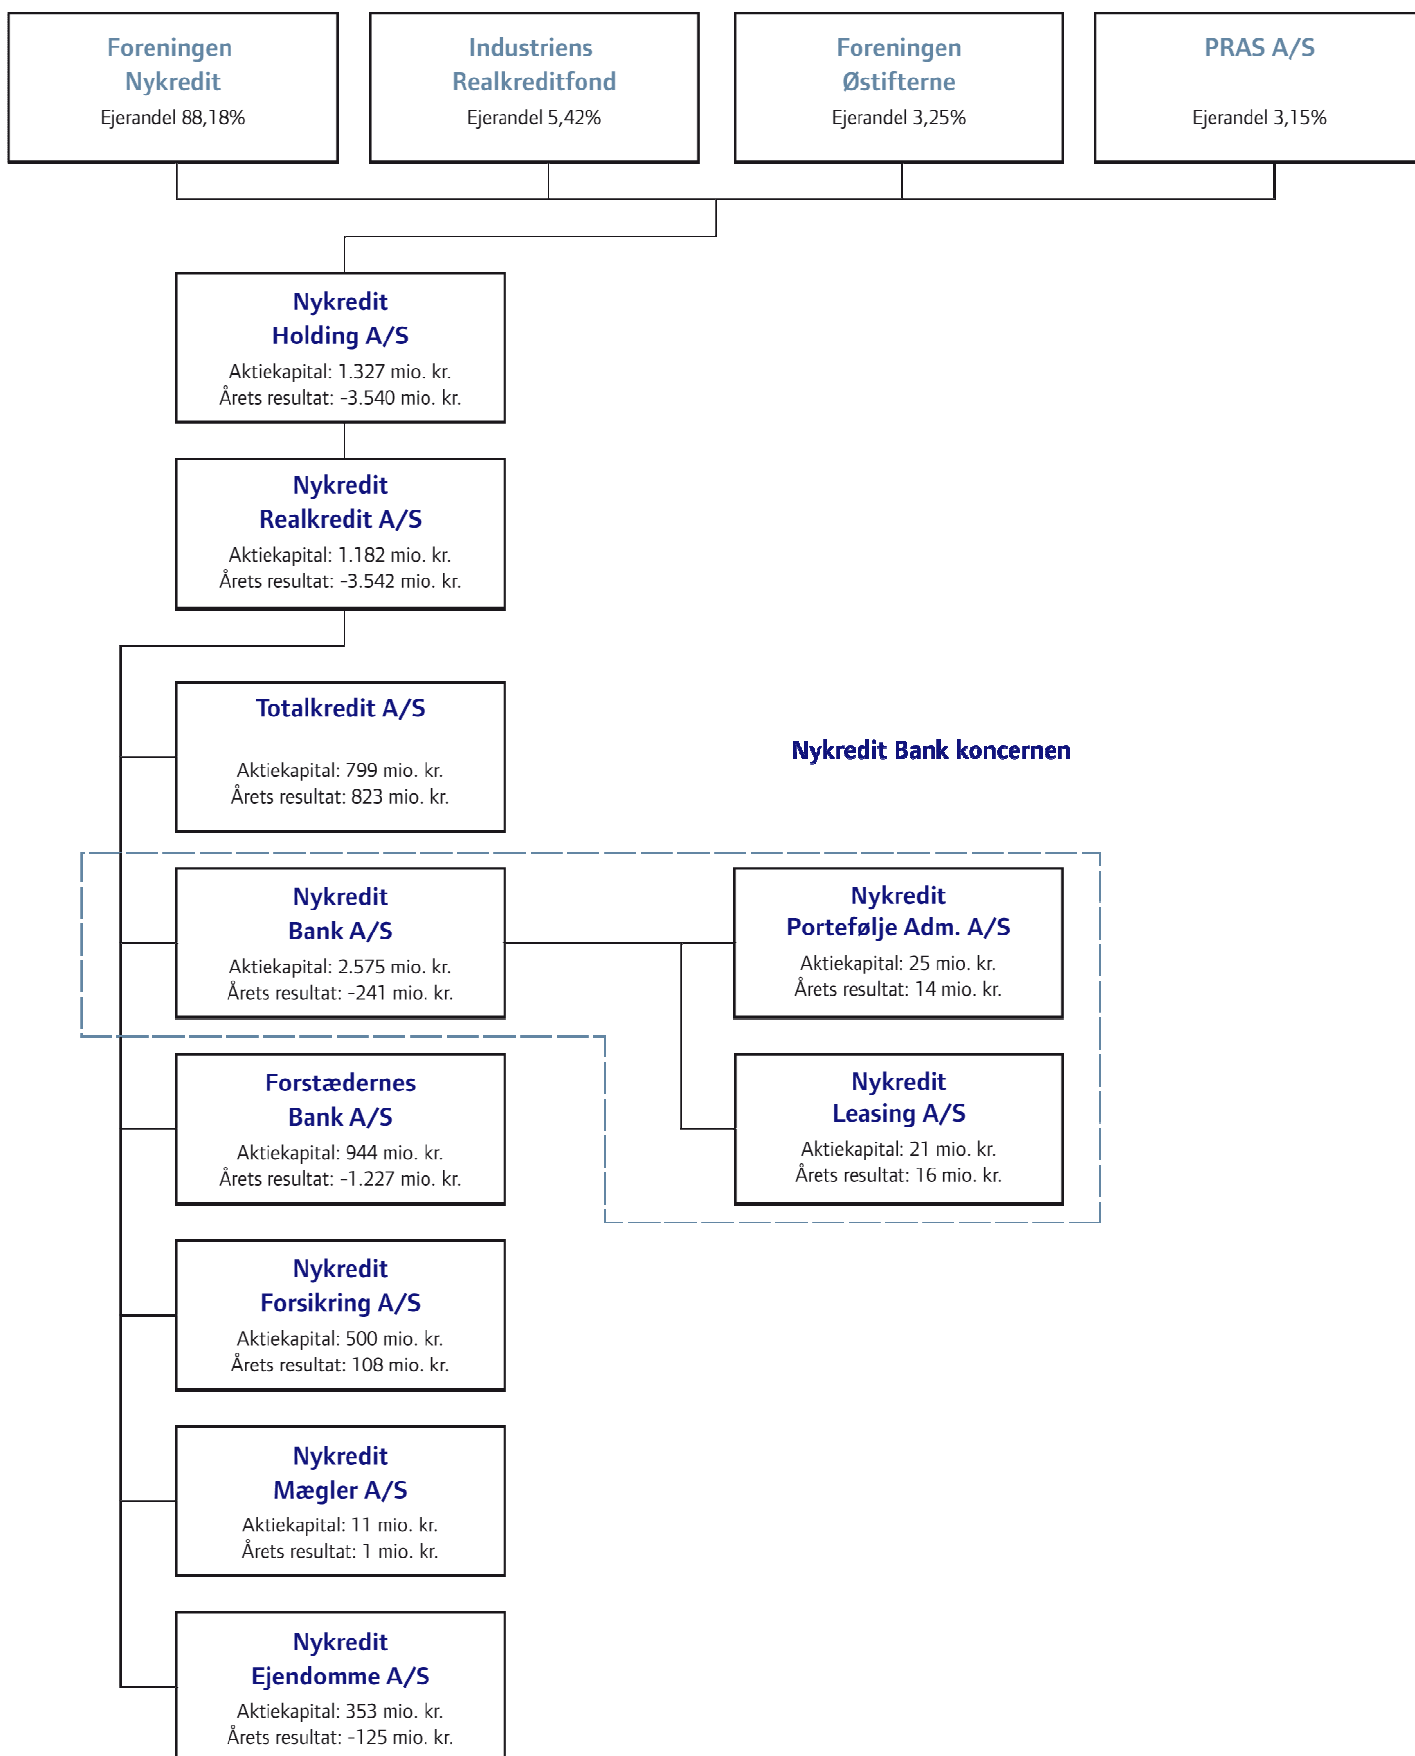 Foreningen
Nykredit
Ejerandel 88,18%
Industriens
Realkreditfond
Ejerandel 5,42%
Foreningen
Østifterne
Ejerandel 3,25%
PRAS A/S
Ejerandel 3,15%
Nykredit
Holding A/S
Aktiekapital: 1.327 mio. kr.
Årets resultat: -3.540 mio. kr.
Nykredit
Realkredit A/S
Aktiekapital: 1.182 mio. kr.
Årets resultat: -3.542 mio. kr.
Totalkredit A/S
Aktiekapital: 799 mio. kr.
Årets resultat: 823 mio. kr.
Nykredit Bank koncernen
Nykredit
Bank A/S
Aktiekapital: 2.575 mio. kr.
Årets resultat: -241 mio. kr.
Nykredit
Portefølje Adm. A/S
Aktiekapital: 25 mio. kr.
Årets resultat: 14 mio. kr.
Forstædernes
Bank A/S
Aktiekapital: 944 mio. kr.
Årets resultat: -1.227 mio. kr.
Nykredit
Leasing A/S
Aktiekapital: 21 mio. kr.
Årets resultat: 16 mio. kr.
Nykredit
Forsikring A/S
Aktiekapital: 500 mio. kr.
Årets resultat: 108 mio. kr.
Nykredit
Mægler A/S
Aktiekapital: 11 mio. kr.
Årets resultat: 1 mio. kr.
Nykredit
Ejendomme A/S
Aktiekapital: 353 mio. kr.
Årets resultat: -125 mio. kr.